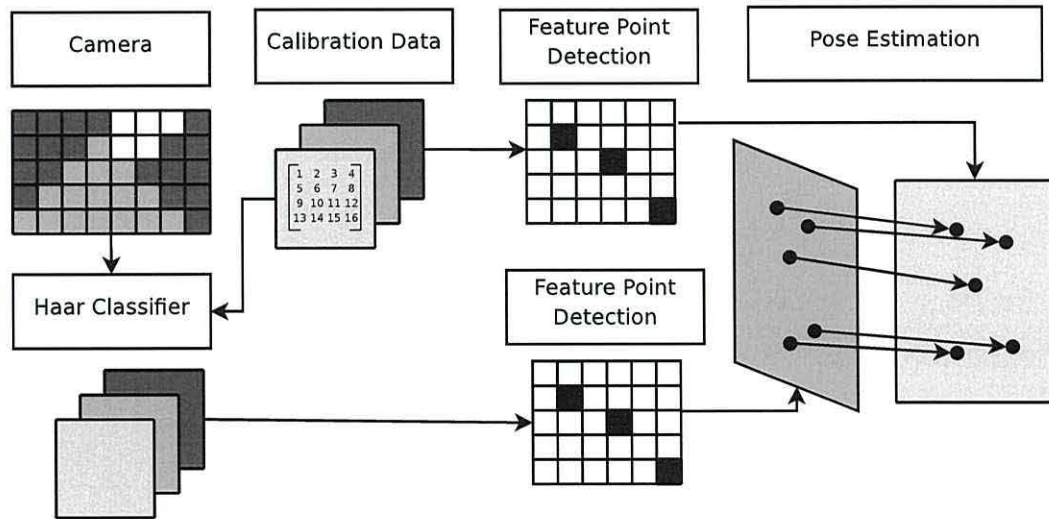 Camera
Calibration Data
Feature Point
Detection
Pose Estimation
1 2 3 4
5 6 7 8
9 10 11 12
13 14 15 16
Haar Classifier
Feature Point
Detection